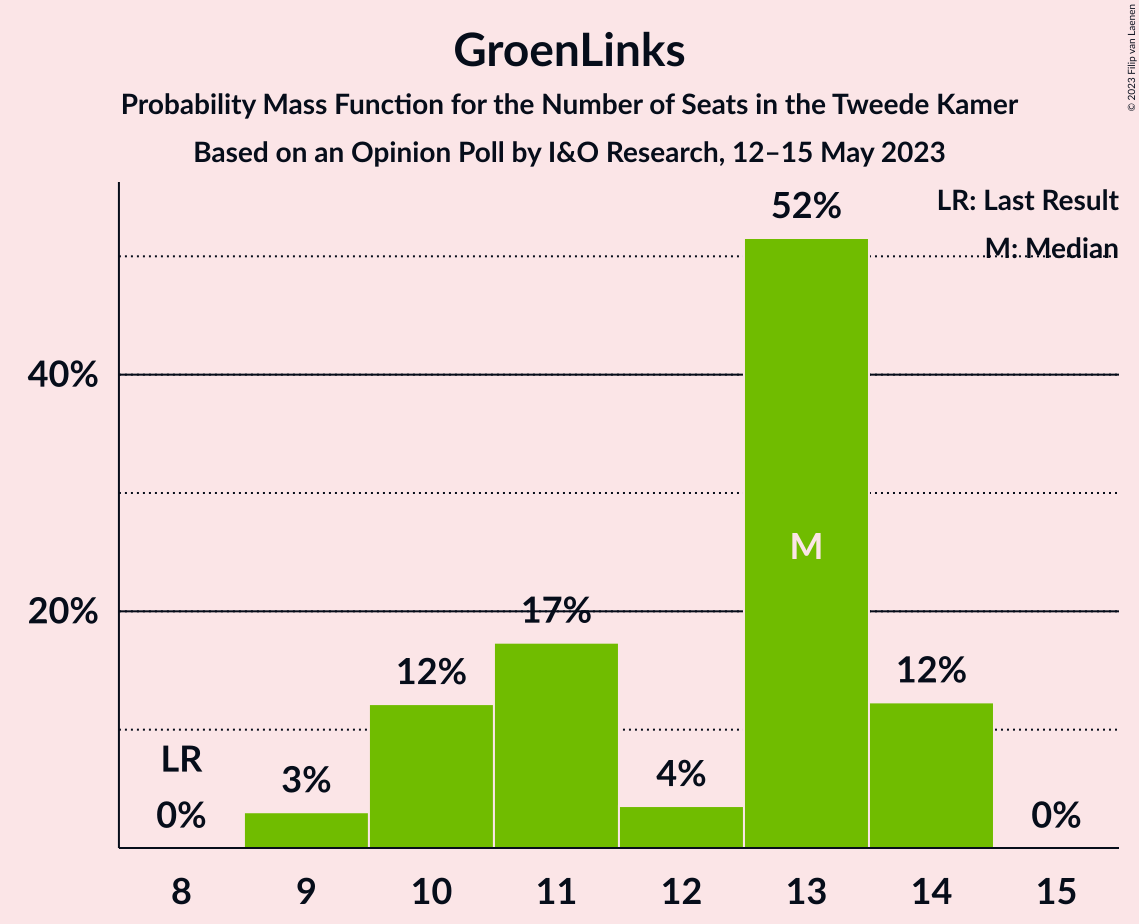 GroenLinks
Probability Mass Function for the Number of Seats in the Tweede Kamer
Based on an Opinion Poll by I&O Research, 12–15 May 2023
© 2023 Filip van Laenen
LR: Last Result
M: Median
52%
40%
M
20%
17%
12%
12%
LR
3%
4%
0%
0%
8 9 10 11 12 13 14 15